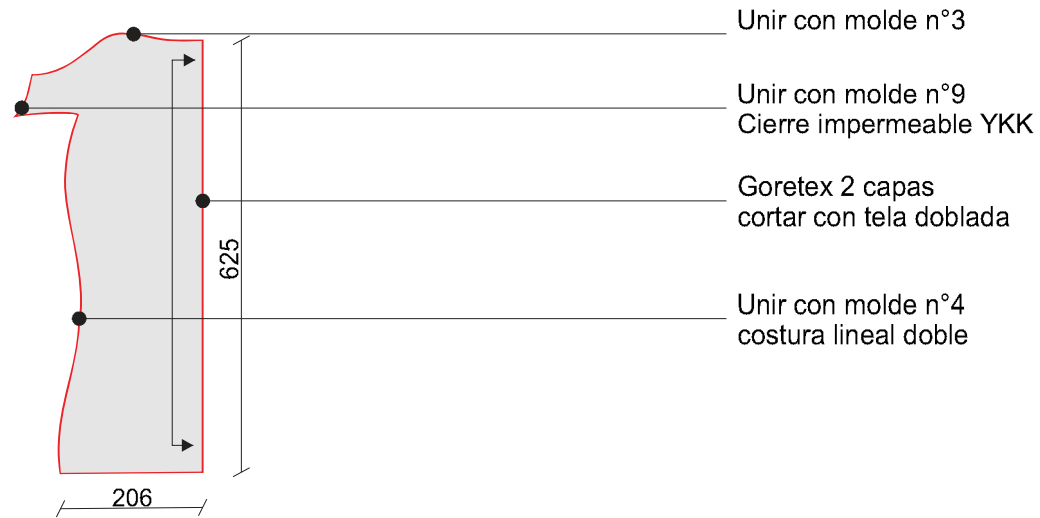 Unir con molde n°3
Unir con molde n°9
Cierre impermeable YKK
Goretex 2 capas
cortar con tela doblada
625
Unir con molde n°4
costura lineal doble
206